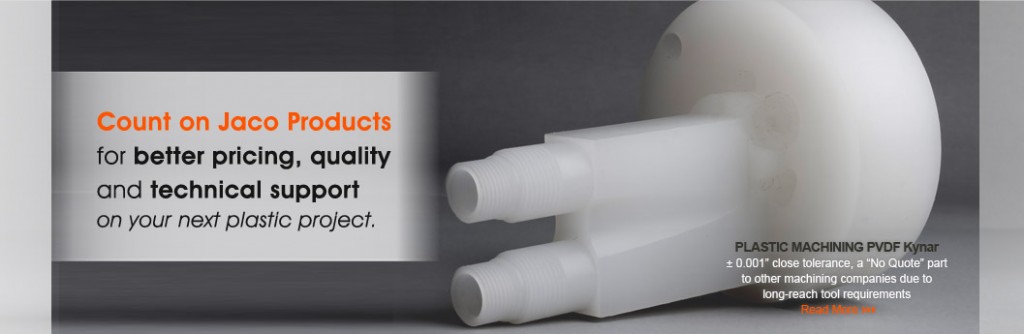 Count on Jaco Products
for better pricing, quality
and technical support
on your next plastic project.
PLASTIC MACHINING PVDF Kynar
± 0.001" close tolerance, a "No Quote" part
to other machining companies due to
long-reach tool requirements
Read More